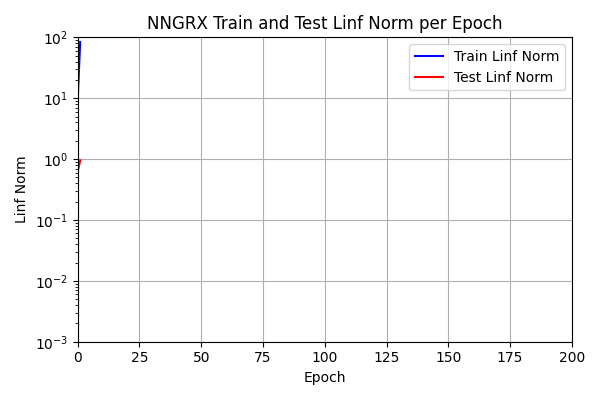 NNGRX Train and Test Linf Norm per Epoch
Train Linf Norm
Test Linf Norm
Linf Norm
10²
10¹
10⁰
10⁻¹
10⁻²
10⁻³
0 25 50 75 100 125 150 175 200
Epoch